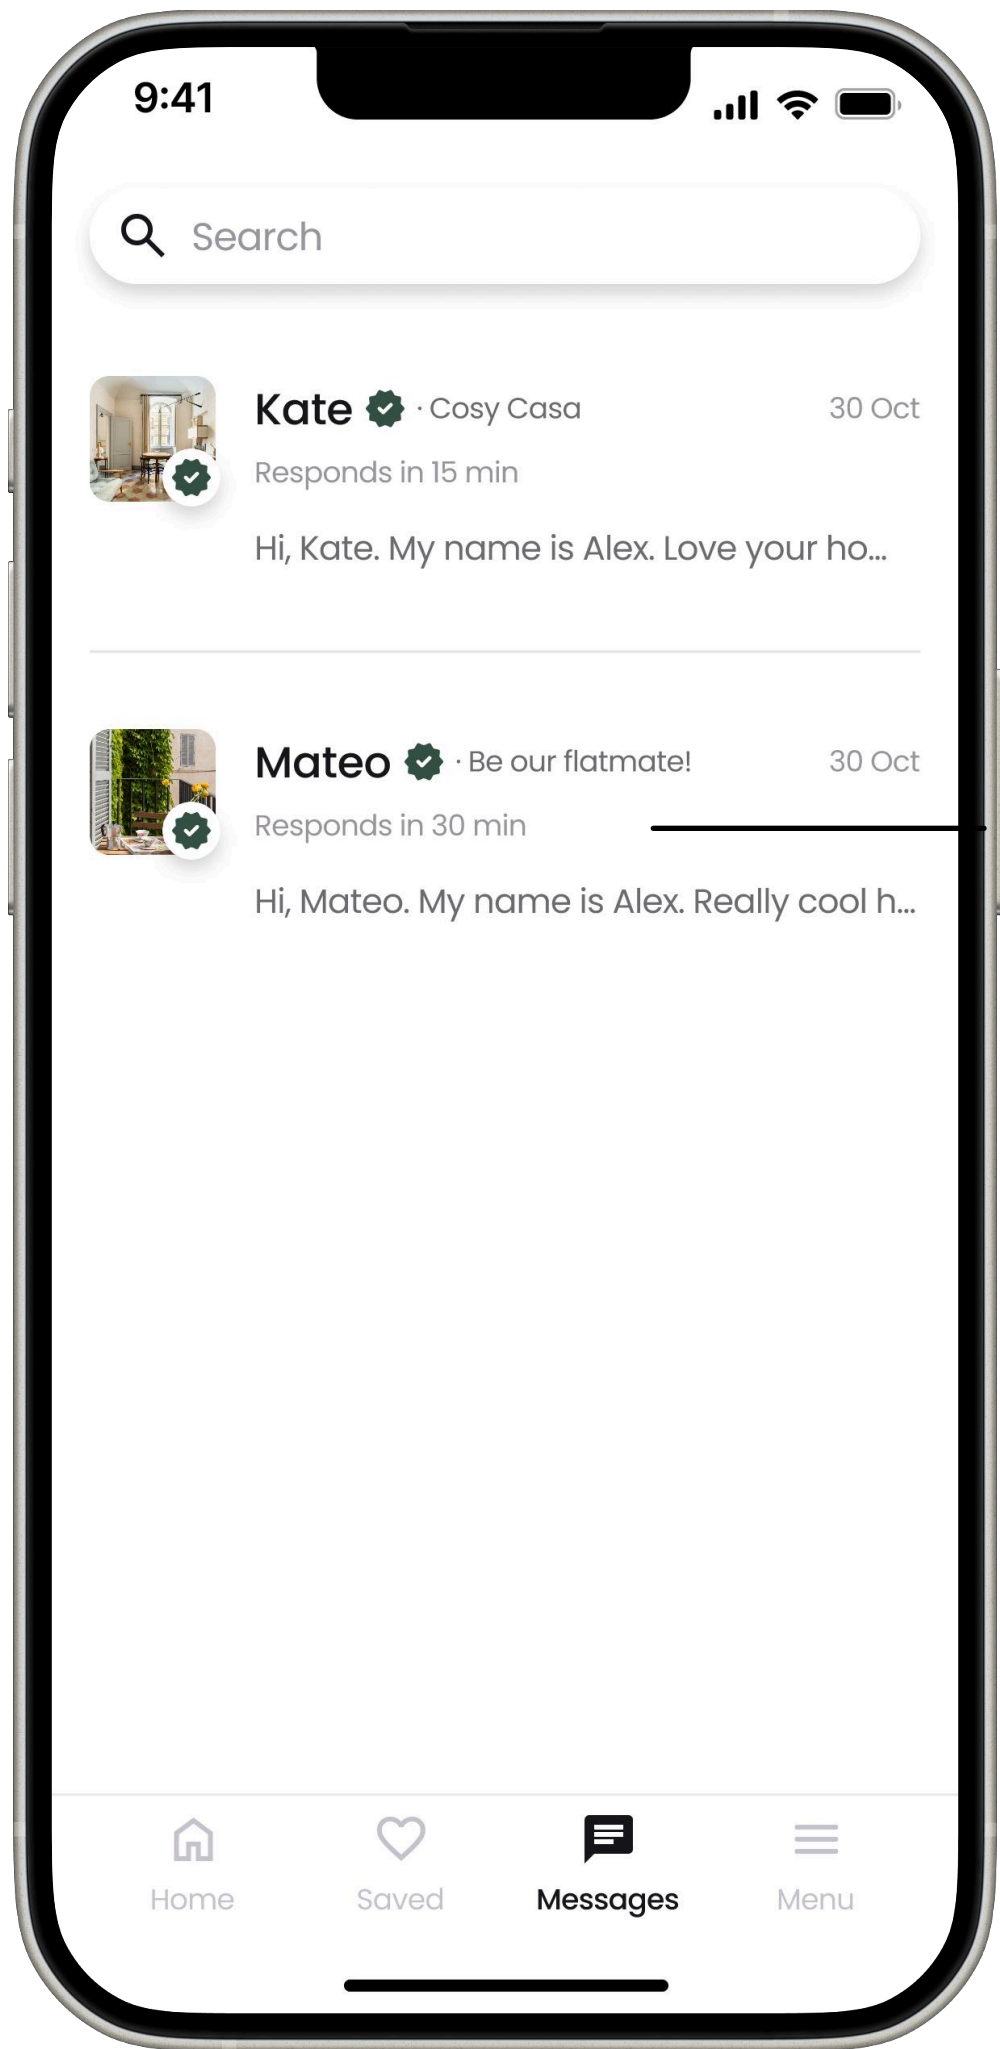 9:41
Search
Kate · Cosy Casa 30 Oct
Responds in 15 min
Hi, Kate. My name is Alex. Love your ho...
Mateo · Be our flatmate! 30 Oct
Responds in 30 min
Hi, Mateo. My name is Alex. Really cool h...
Home Saved Messages Menu